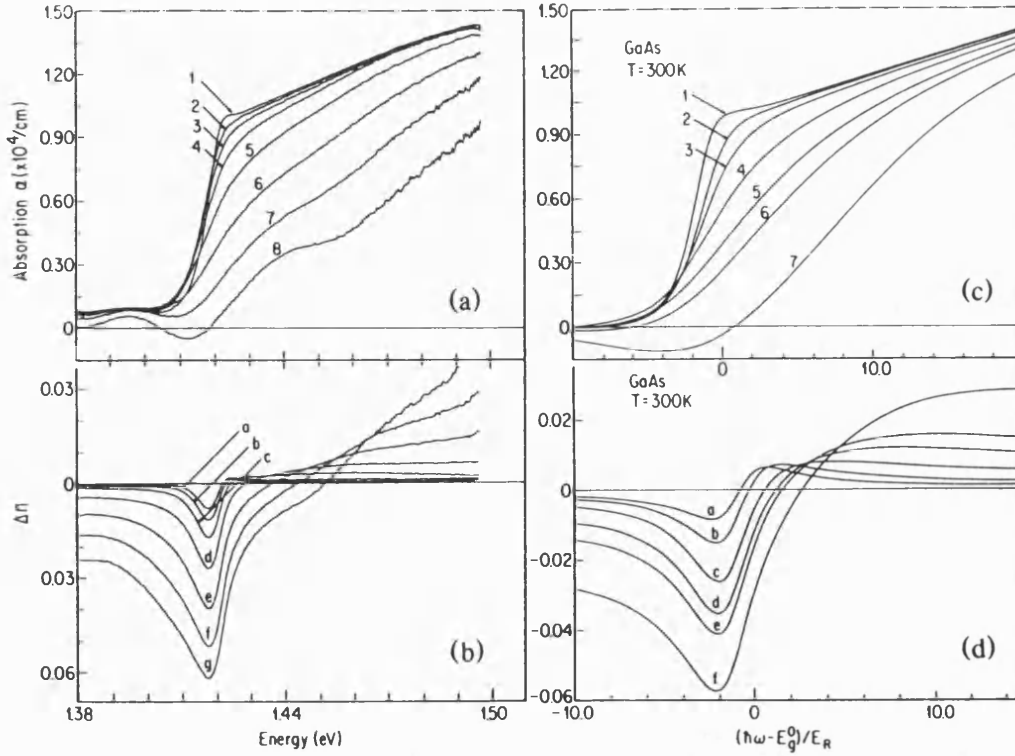 1.50
1.20
0.90
0.60
0.30
0
Absorption α (x10⁴/cm)
1
2
3
4
5
6
7
8
(a)
1.50
1.20
0.90
0.60
0.30
0
GaAs
T=300K
1
2
3
4
5
6
7
(c)
0
10.0
0.03
0
0.03
0.06
Δn
a
b
c
d
e
f
g
(b)
1.38
1.44
1.50
Energy (eV)
GaAs
T=300K
0.02
0
-0.02
-0.04
-0.06
a
b
c
d
e
f
(d)
-10.0
0
10.0
(ħω-E⁰g)/ER